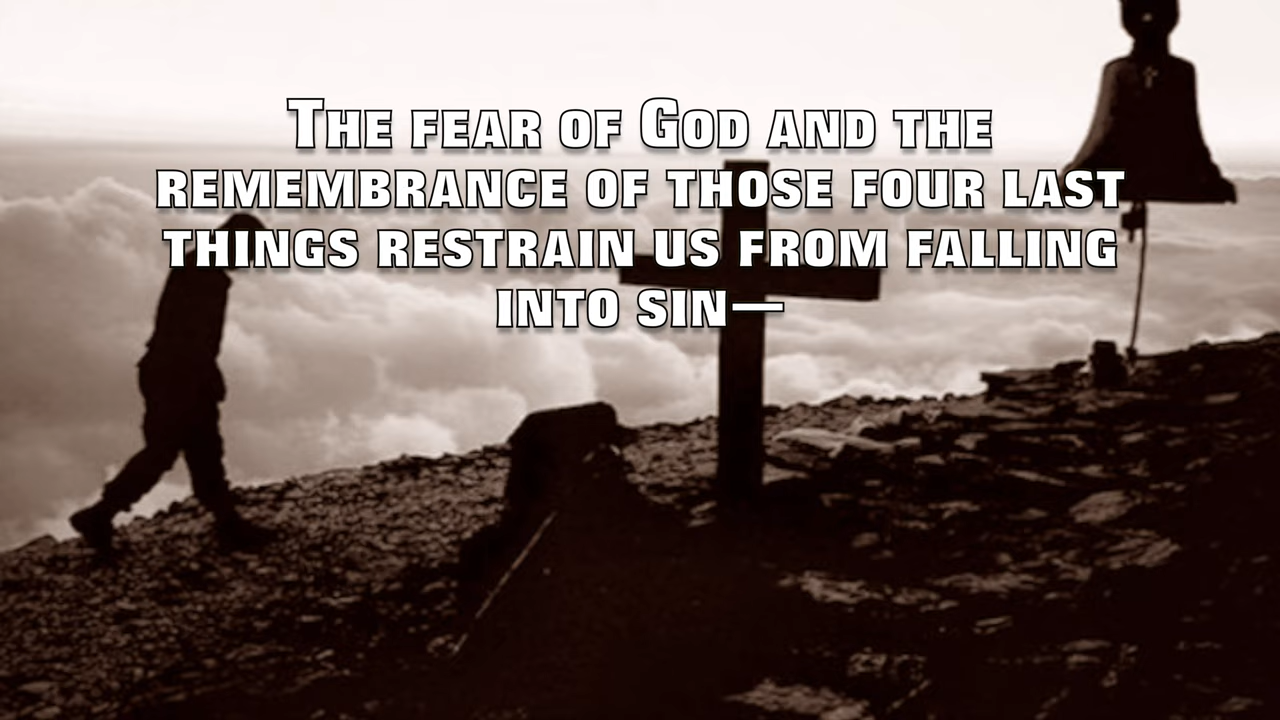 The fear of God and the
remembrance of those four last
things restrain us from falling
into sin—